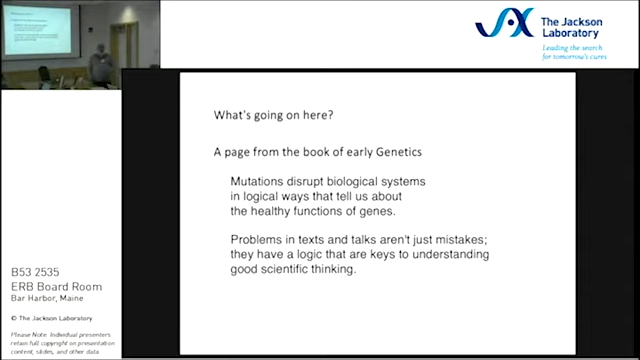 The Jackson
Laboratory
Leading the search
for tomorrow's cures
What's going on here?
A page from the book of early Genetics
Mutations disrupt biological systems
in logical ways that tell us about
the healthy functions of genes.
Problems in texts and talks aren't just mistakes;
they have a logic that are keys to understanding
good scientific thinking.
B53 2535
ERB Board Room
Bar Harbor, Maine
© The Jackson Laboratory
Please Note: Individual presenters
retain full copyright on presentation
content, slides, and other data.